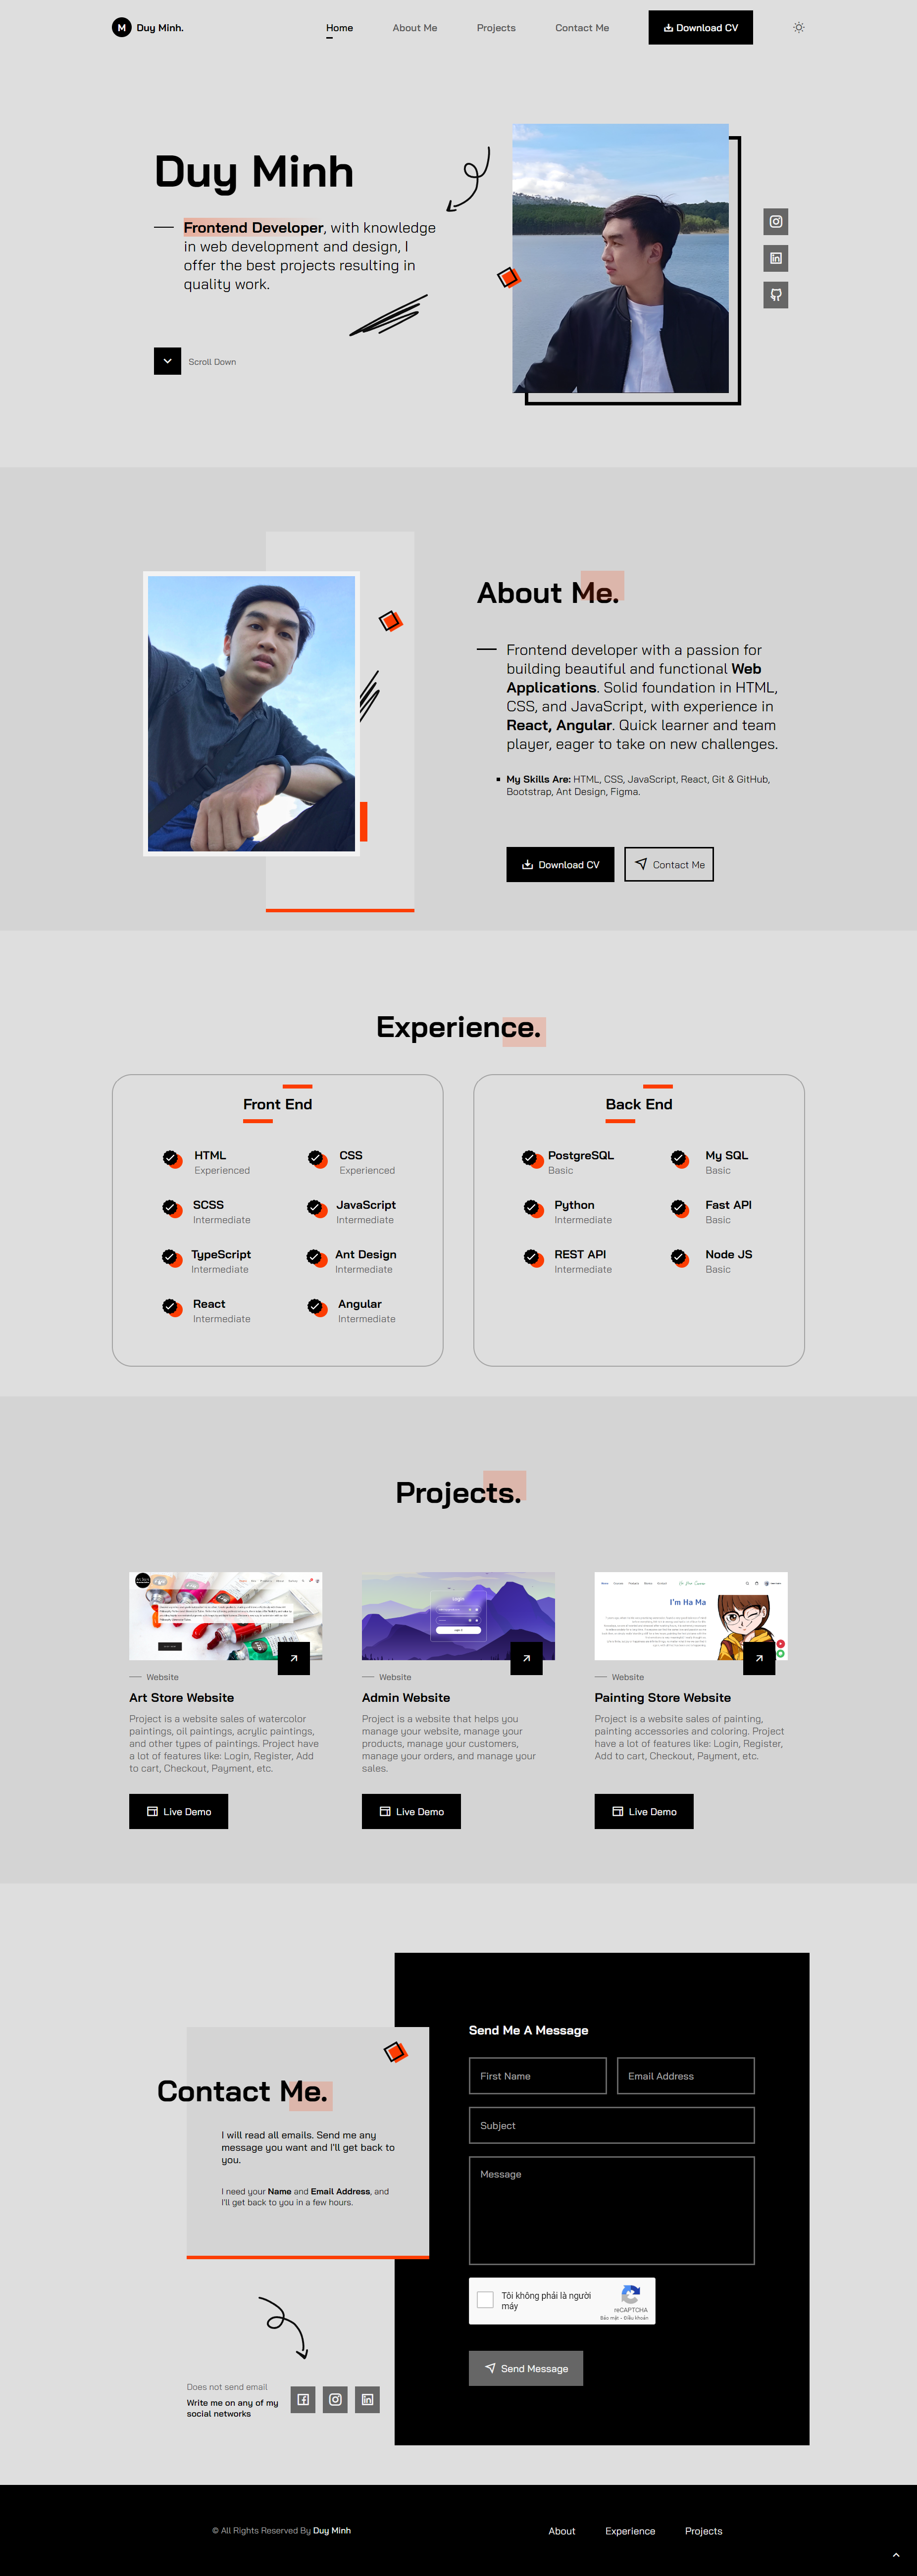 M Duy Minh.
Home
About Me
Projects
Contact Me
Download CV
Duy Minh
Frontend Developer, with knowledge
in web development and design, I
offer the best projects resulting in
quality work.
Scroll Down
About Me.
Frontend developer with a passion for
building beautiful and functional Web
Applications. Solid foundation in HTML,
CSS, and JavaScript, with experience in
React, Angular. Quick learner and team
player, eager to take on new challenges.
My Skills Are: HTML, CSS, JavaScript, React, Git & GitHub,
Bootstrap, Ant Design, Figma.
Download CV
Contact Me
Experience.
Front End
HTML
Experienced
CSS
Experienced
SCSS
Intermediate
JavaScript
Intermediate
TypeScript
Intermediate
Ant Design
Intermediate
React
Intermediate
Angular
Intermediate
Back End
PostgreSQL
Basic
My SQL
Basic
Python
Intermediate
Fast API
Basic
REST API
Intermediate
Node JS
Basic
Projects.
Website
Art Store Website
Project is a website sales of watercolor
paintings, oil paintings, acrylic paintings,
and other types of paintings. Project have
a lot of features like: Login, Register, Add
to cart, Checkout, Payment, etc.
Live Demo
Login
Website
Admin Website
Project is a website that helps you
manage your website, manage your
products, manage your customers,
manage your orders, and manage your
sales.
Live Demo
I'm Ha Ma
Website
Painting Store Website
Project is a website sales of painting,
painting accessories and coloring. Project
have a lot of features like: Login, Register,
Add to cart, Checkout, Payment, etc.
Live Demo
Contact Me.
I will read all emails. Send me any
message you want and I'll get back to
you.
I need your Name and Email Address, and
I'll get back to you in a few hours.
Does not send email
Write me on any of my
social networks
Send Me A Message
First Name
Email Address
Subject
Message
Tôi không phải là người
máy
reCAPTCHA
Bảo mật - Điều khoản
Send Message
© All Rights Reserved By Duy Minh
About
Experience
Projects